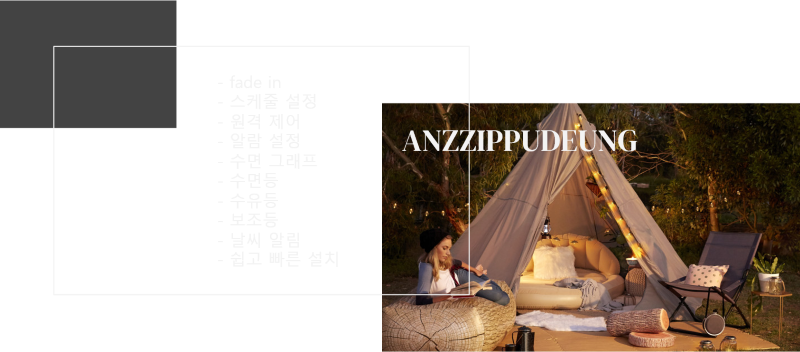 - fade in
- 스케줄 설정
- 원격 제어
- 알람 설정
- 수면 그래프
- 수면등
- 수유등
- 보조등
- 날씨 알림
- 쉽고 빠른 설치
ANZZIPPUDEUNG